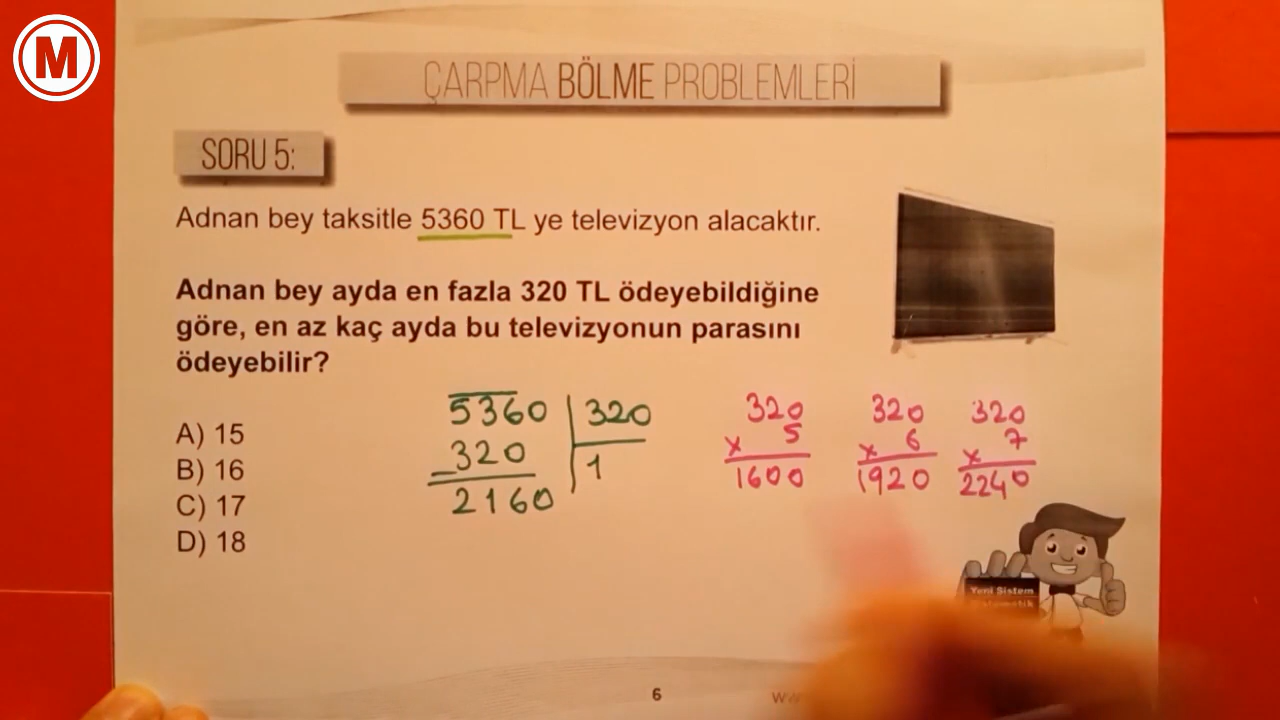 M
ÇARPMA BÖLME PROBLEMLERİ
SORU 5:
Adnan bey taksitle 5360 TL ye televizyon alacaktır.
Adnan bey ayda en fazla 320 TL ödeyebildiğine
göre, en az kaç ayda bu televizyonun parasını
ödeyebilir?
A) 15
B) 16
C) 17
D) 18
5360 320
- 320 1
2160
320
x 5
1600
320
x 6
1920
320
x 7
2240
Yeni Sistem
Matematik
6